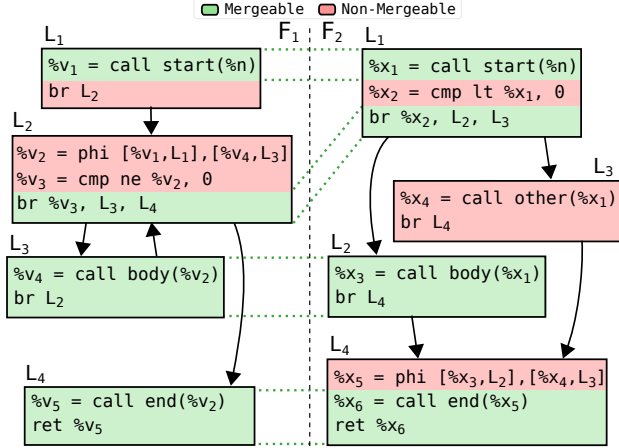 Mergeable Non-Mergeable
F1 F2
L1
%v1 = call start(%n)
br L2
L2
%v2 = phi [%v1,L1],[%v4,L3]
%v3 = cmp ne %v2, 0
br %v3, L3, L4
L3
%v4 = call body(%v2)
br L2
L4
%v5 = call end(%v2)
ret %v5
L1
%x1 = call start(%n)
%x2 = cmp lt %x1, 0
br %x2, L2, L3
L3
%x4 = call other(%x1)
br L4
L2
%x3 = call body(%x1)
br L4
L4
%x5 = phi [%x3,L2],[%x4,L3]
%x6 = call end(%x5)
ret %x6